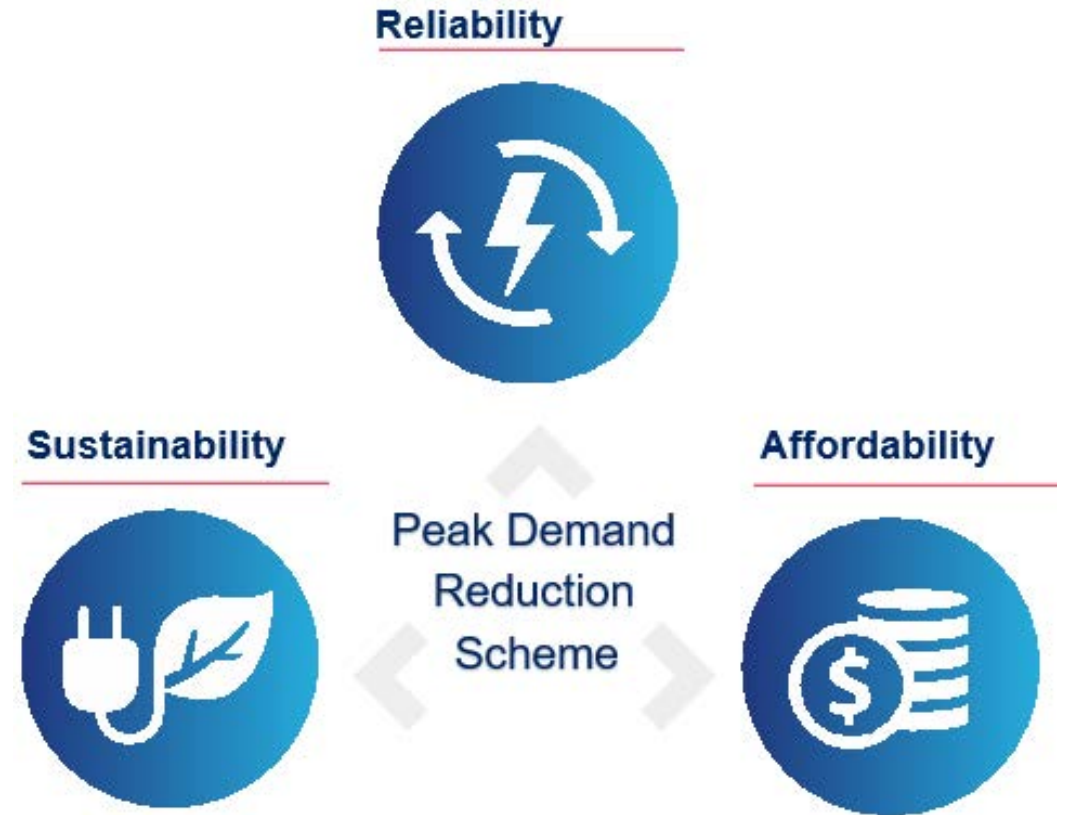 Reliability
Sustainability
Affordability
Peak Demand
Reduction
Scheme
$